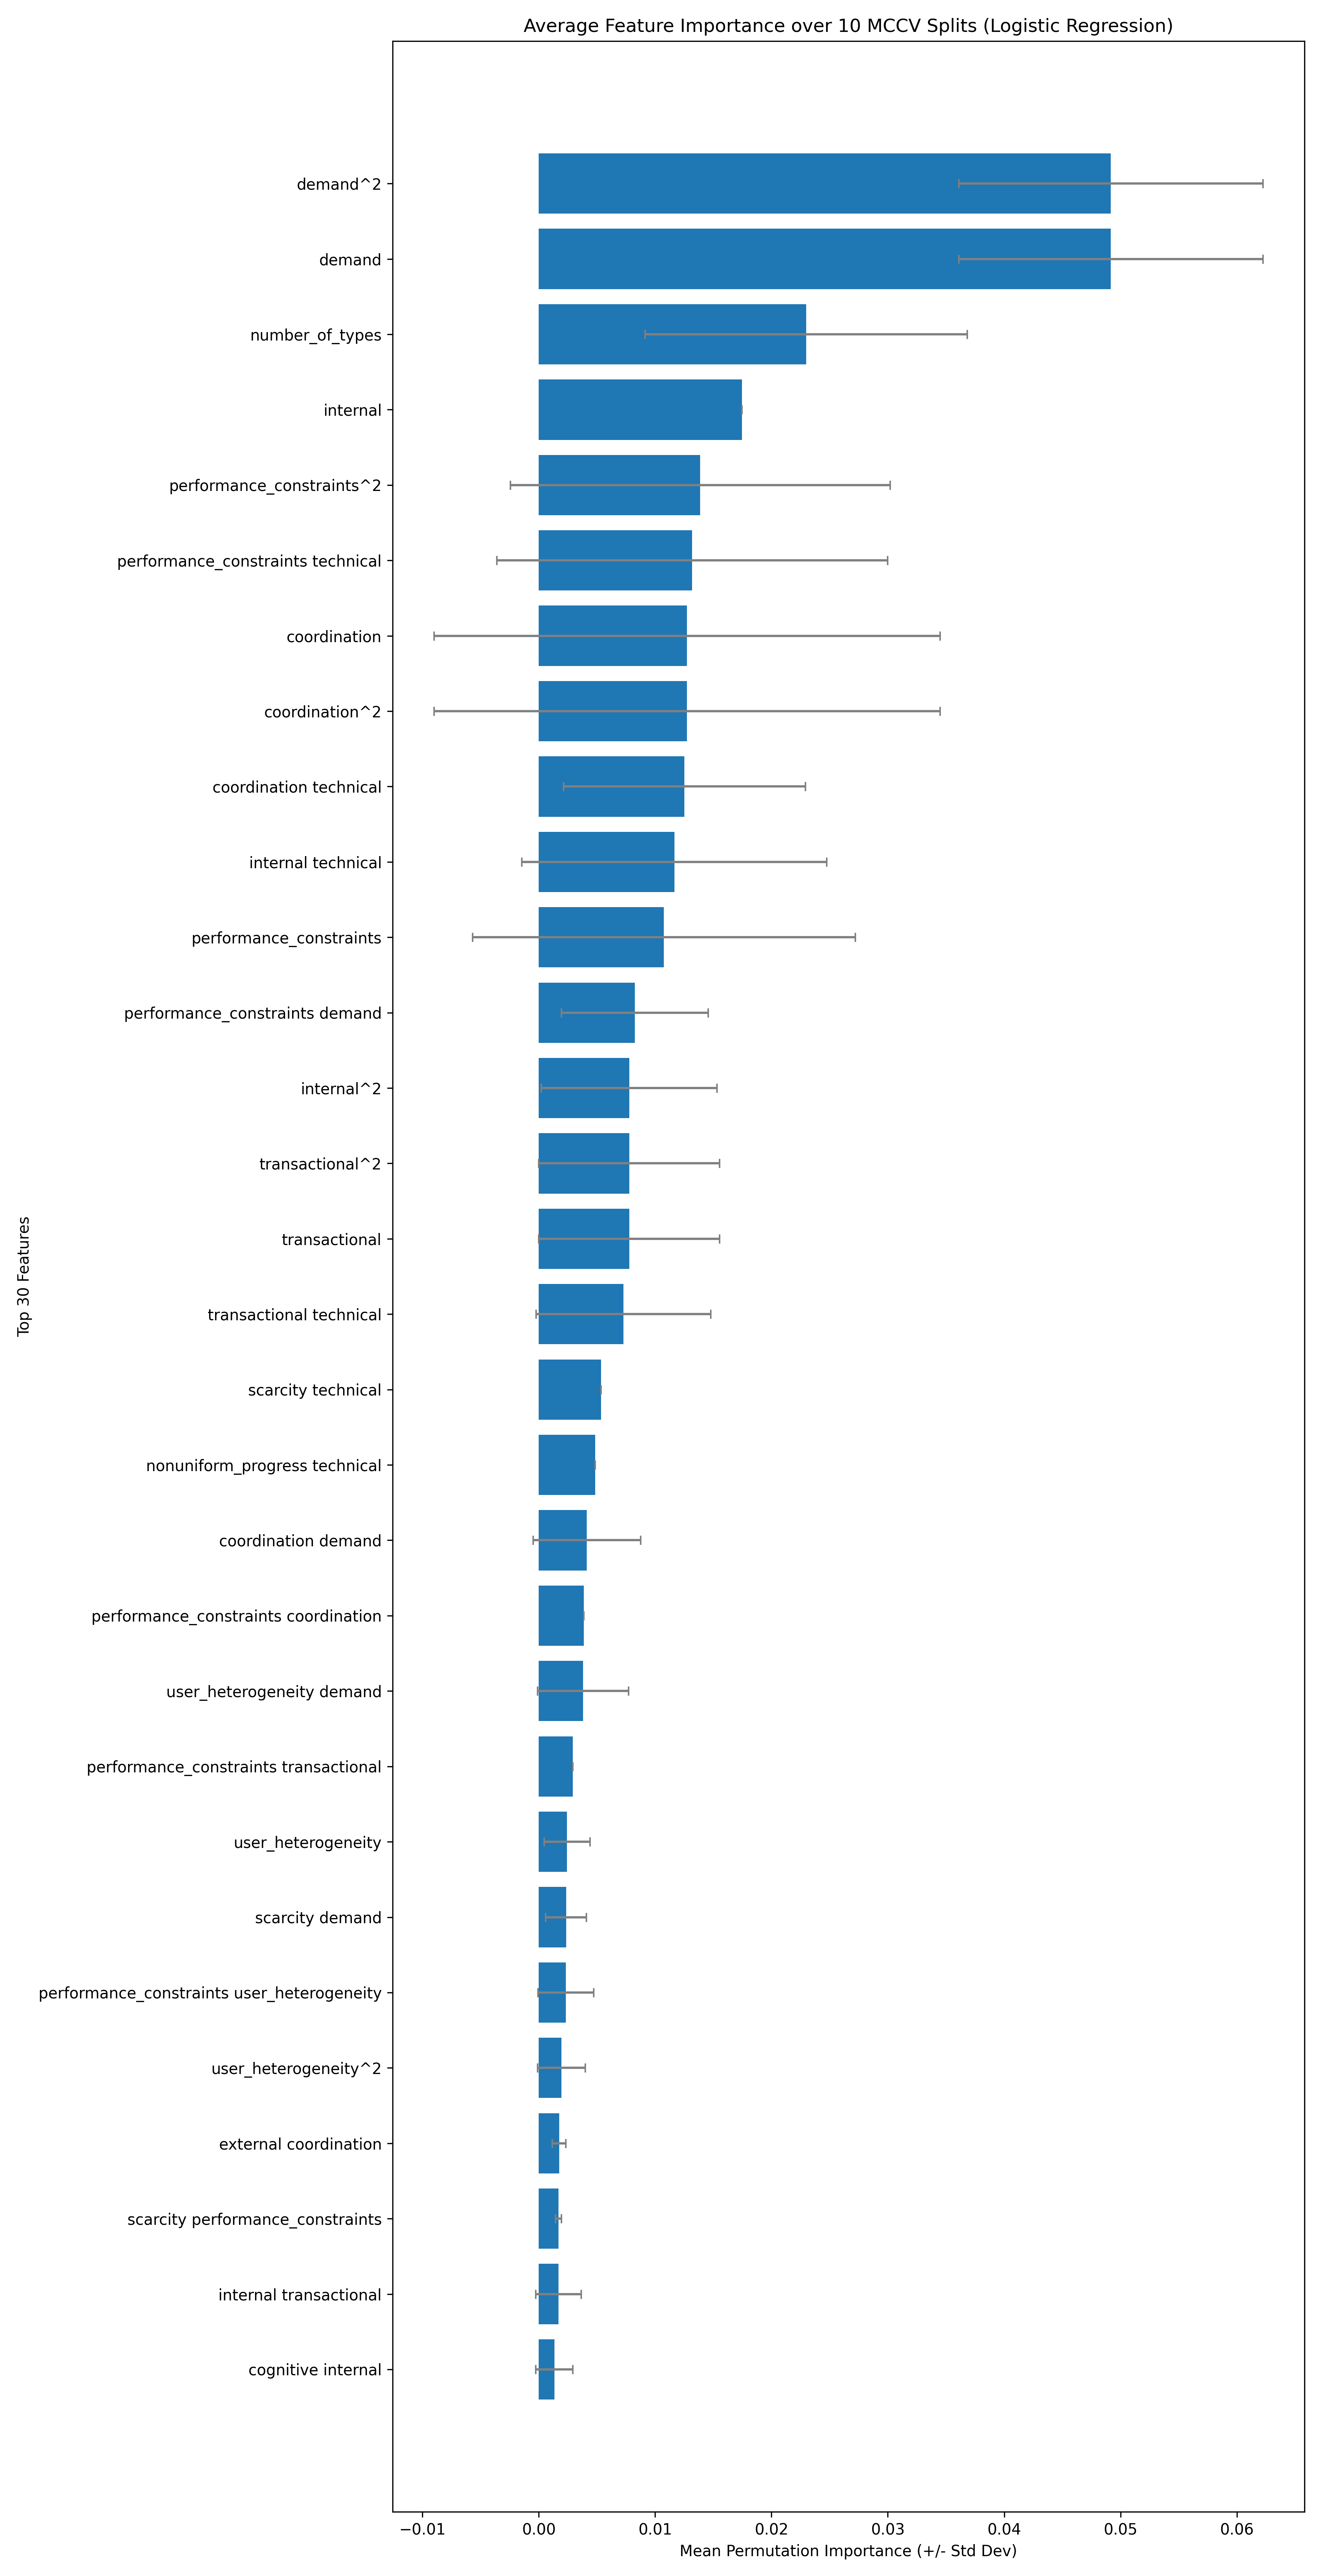 Average Feature Importance over 10 MCCV Splits (Logistic Regression)
demand^2
demand
number_of_types
internal
performance_constraints^2
performance_constraints technical
coordination
coordination^2
coordination technical
internal technical
performance_constraints
performance_constraints demand
internal^2
transactional^2
transactional
transactional technical
scarcity technical
nonuniform_progress technical
coordination demand
performance_constraints coordination
user_heterogeneity demand
performance_constraints transactional
user_heterogeneity
scarcity demand
performance_constraints user_heterogeneity
user_heterogeneity^2
external coordination
scarcity performance_constraints
internal transactional
cognitive internal
Top 30 Features
−0.01 0.00 0.01 0.02 0.03 0.04 0.05 0.06
Mean Permutation Importance (+/- Std Dev)